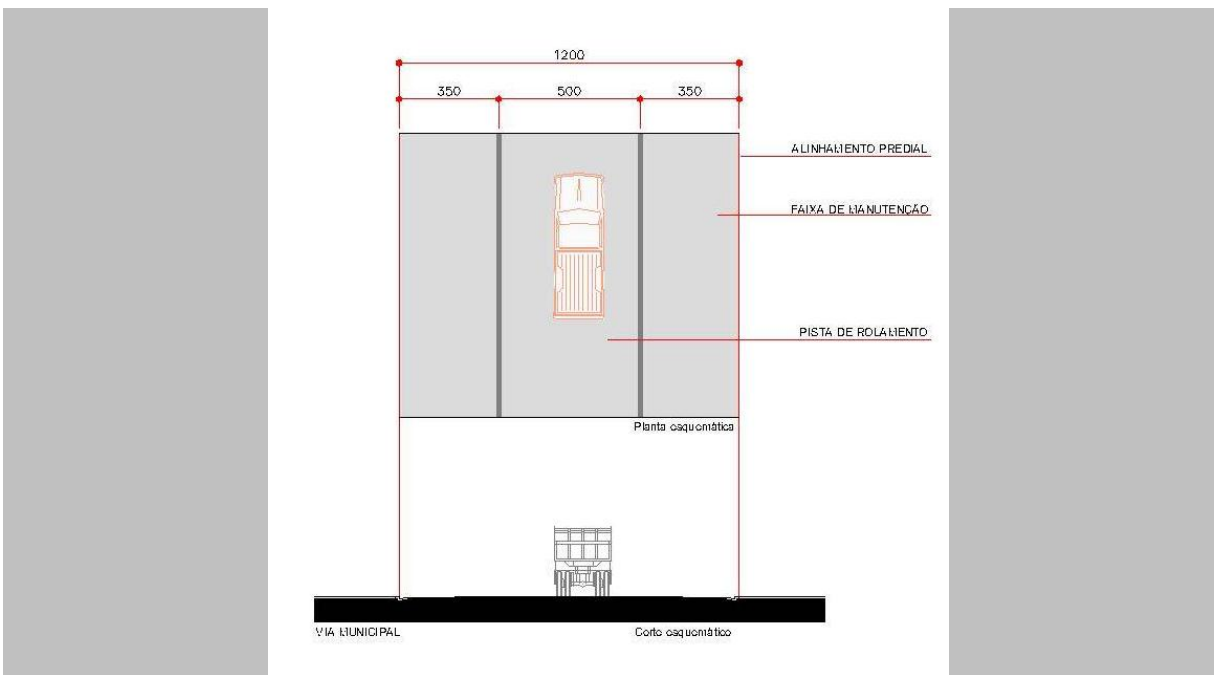 1200
350 500 350
ALINHAMENTO PREDIAL
FAIXA DE MANUTENÇÃO
PISTA DE ROLAMENTO
Planta esquemática
VIA MUNICIPAL
Corte esquemático